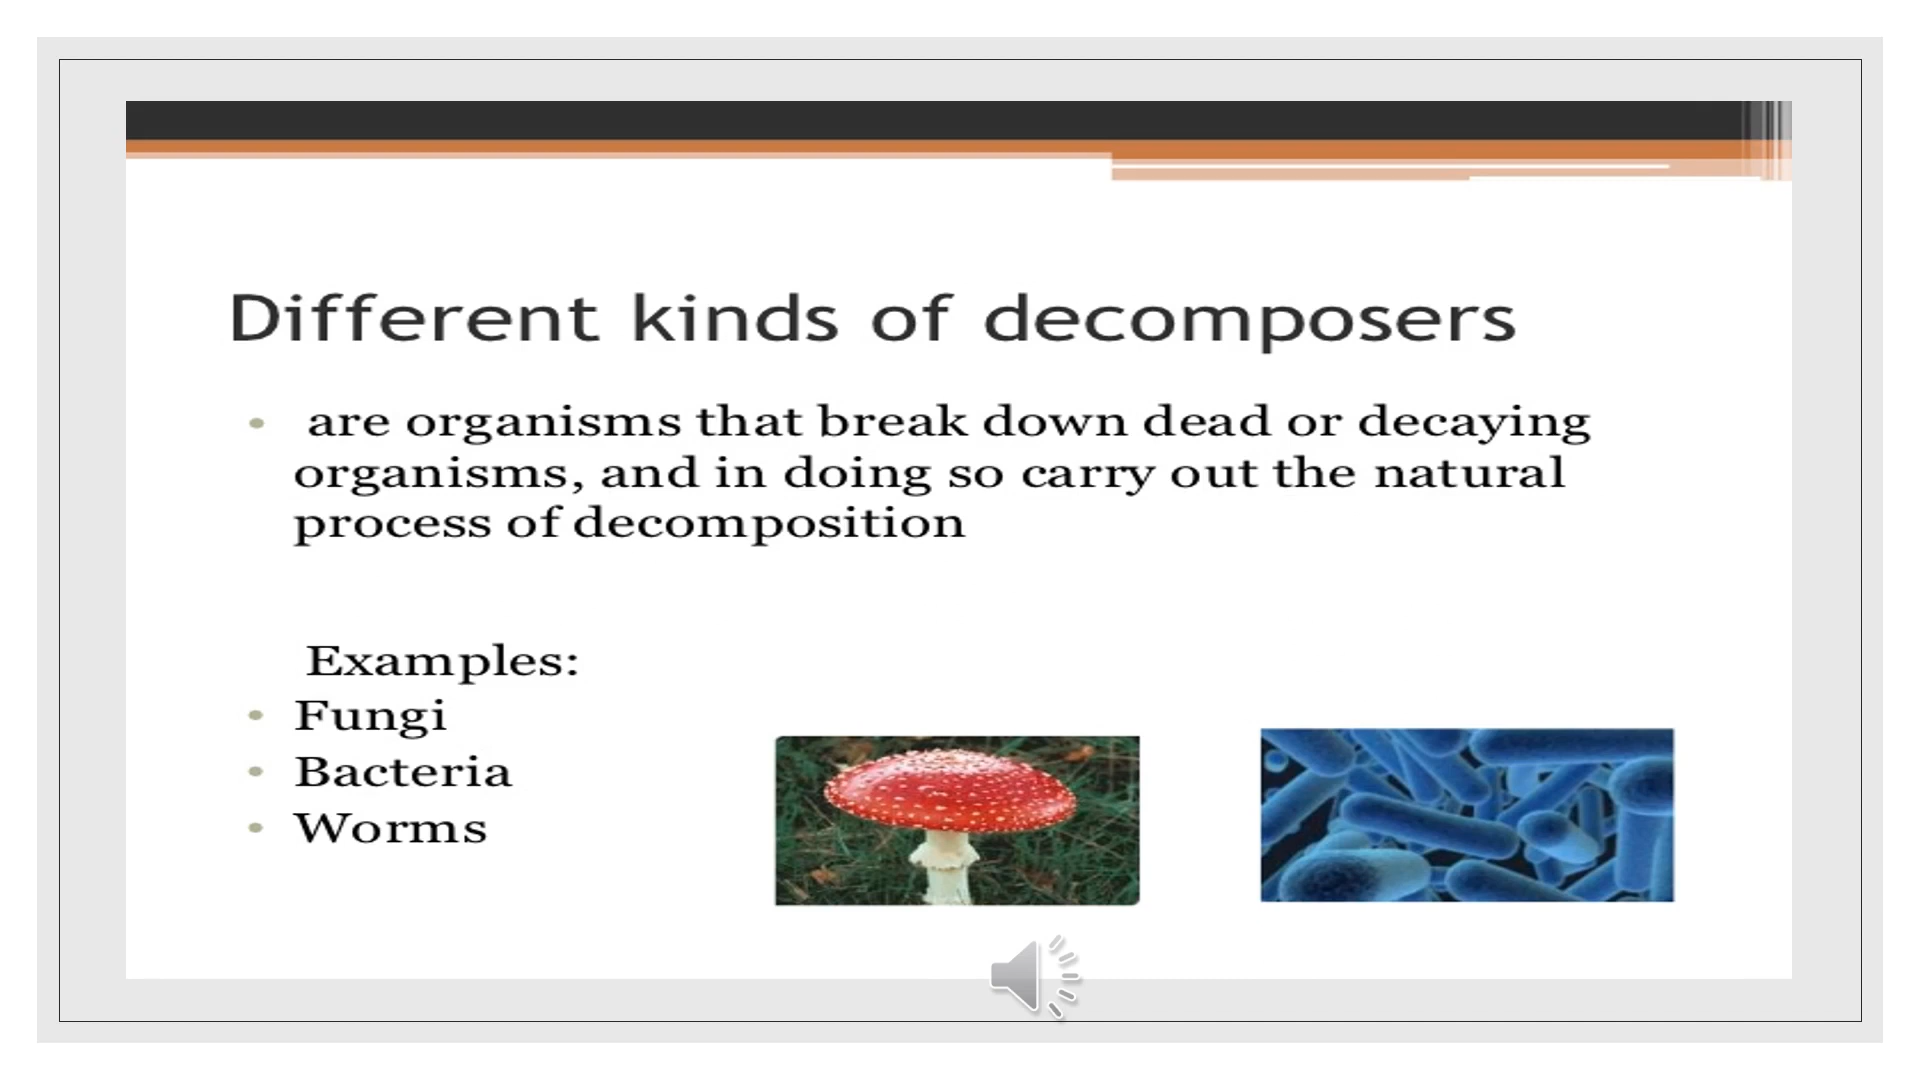 Different kinds of decomposers
• are organisms that break down dead or decaying
organisms, and in doing so carry out the natural
process of decomposition
Examples:
• Fungi
• Bacteria
• Worms